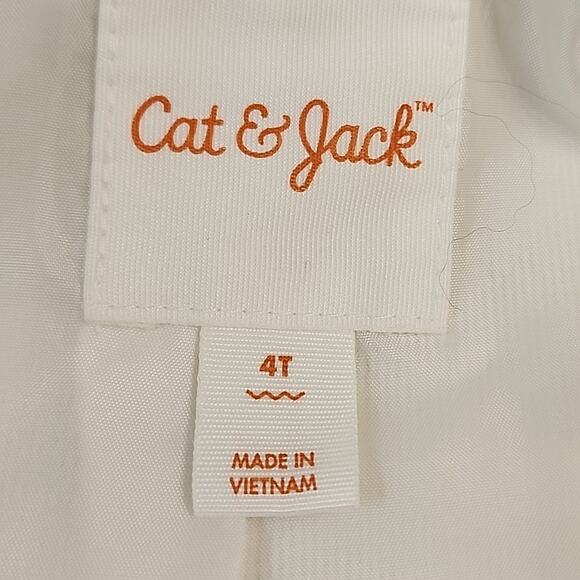 Cat & Jack™
4T
MADE IN
VIETNAM